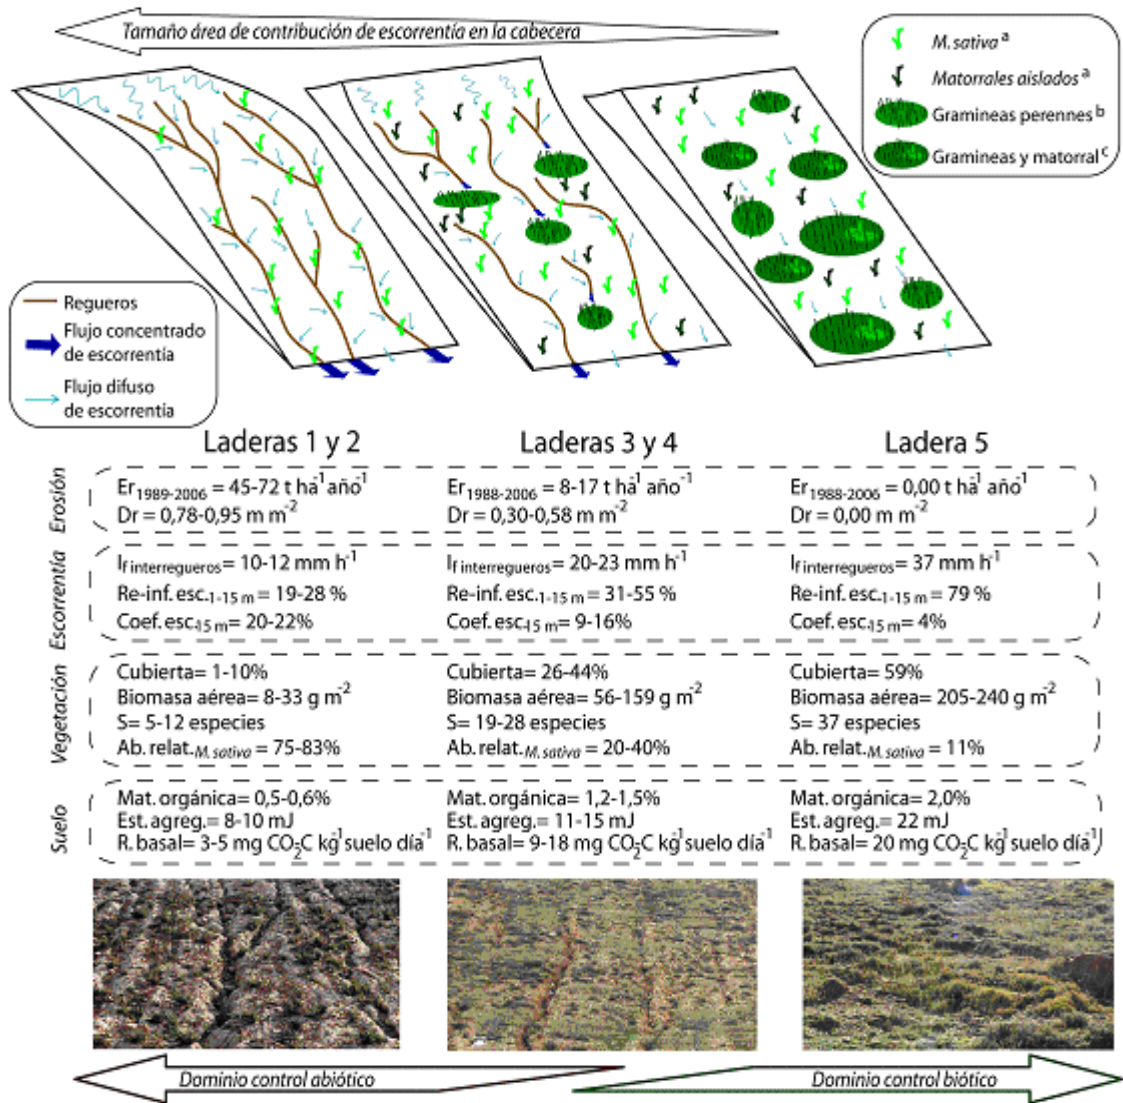 Tamaño área de contribución de escorrentía en la cabecera
M. sativa a
Matorrales aislados a
Gramineas perennes b
Gramineas y matorral c
Regueros
Flujo concentrado
de escorrentía
Flujo difuso
de escorrentía
Laderas 1 y 2
Laderas 3 y 4
Ladera 5
Erosión
Er1989-2006 = 45-72 t ha-1 año-1
Dr = 0,78-0,95 m m-2
Er1988-2006 = 8-17 t ha-1 año-1
Dr = 0,30-0,58 m m-2
Er1988-2006 = 0,00 t ha-1 año-1
Dr = 0,00 m m-2
Escorrentía
If interregueros= 10-12 mm h-1
Re-inf. esc.1-15 m = 19-28 %
Coef. esc-15 m= 20-22%
If interregueros= 20-23 mm h-1
Re-inf. esc.1-15 m = 31-55 %
Coef. esc-15 m= 9-16%
If interregueros= 37 mm h-1
Re-inf. esc.1-15 m = 79 %
Coef. esc-15 m= 4%
Vegetación
Cubierta= 1-10%
Biomasa aérea= 8-33 g m-2
S= 5-12 especies
Ab. relat.M. sativa = 75-83%
Cubierta= 26-44%
Biomasa aérea= 56-159 g m-2
S= 19-28 especies
Ab. relat.M. sativa = 20-40%
Cubierta= 59%
Biomasa aérea= 205-240 g m-2
S= 37 especies
Ab. relat.M. sativa = 11%
Suelo
Mat. orgánica= 0,5-0,6%
Est. agreg.= 8-10 mJ
R. basal= 3-5 mg CO2C kg-1 suelo día-1
Mat. orgánica= 1,2-1,5%
Est. agreg.= 11-15 mJ
R. basal= 9-18 mg CO2C kg-1 suelo día-1
Mat. orgánica= 2,0%
Est. agreg.= 22 mJ
R. basal= 20 mg CO2C kg-1 suelo día-1
Dominio control abiótico
Dominio control biótico